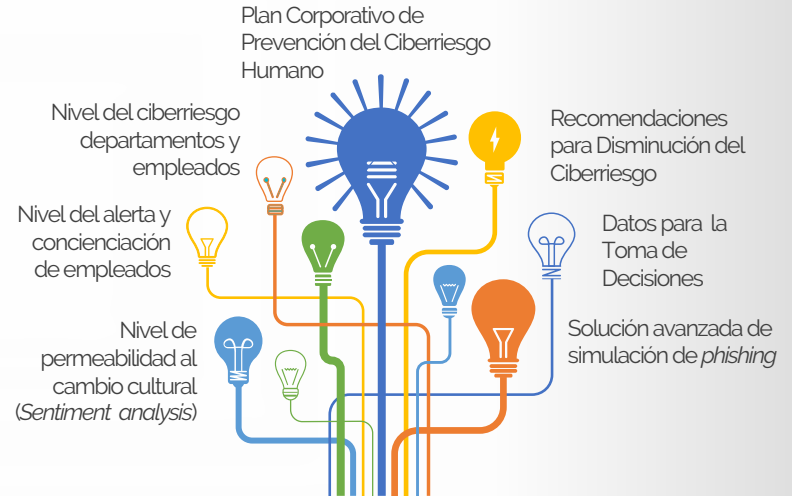 Plan Corporativo de
Prevención del Ciberriesgo
Humano
Nivel del ciberriesgo
departamentos y
empleados
Recomendaciones
para Disminución del
Ciberriesgo
Nivel del alerta y
concienciación
de empleados
Datos para la
Toma de
Decisiones
Nivel de
permeabilidad al
cambio cultural
(Sentiment analysis)
Solución avanzada de
simulación de phishing